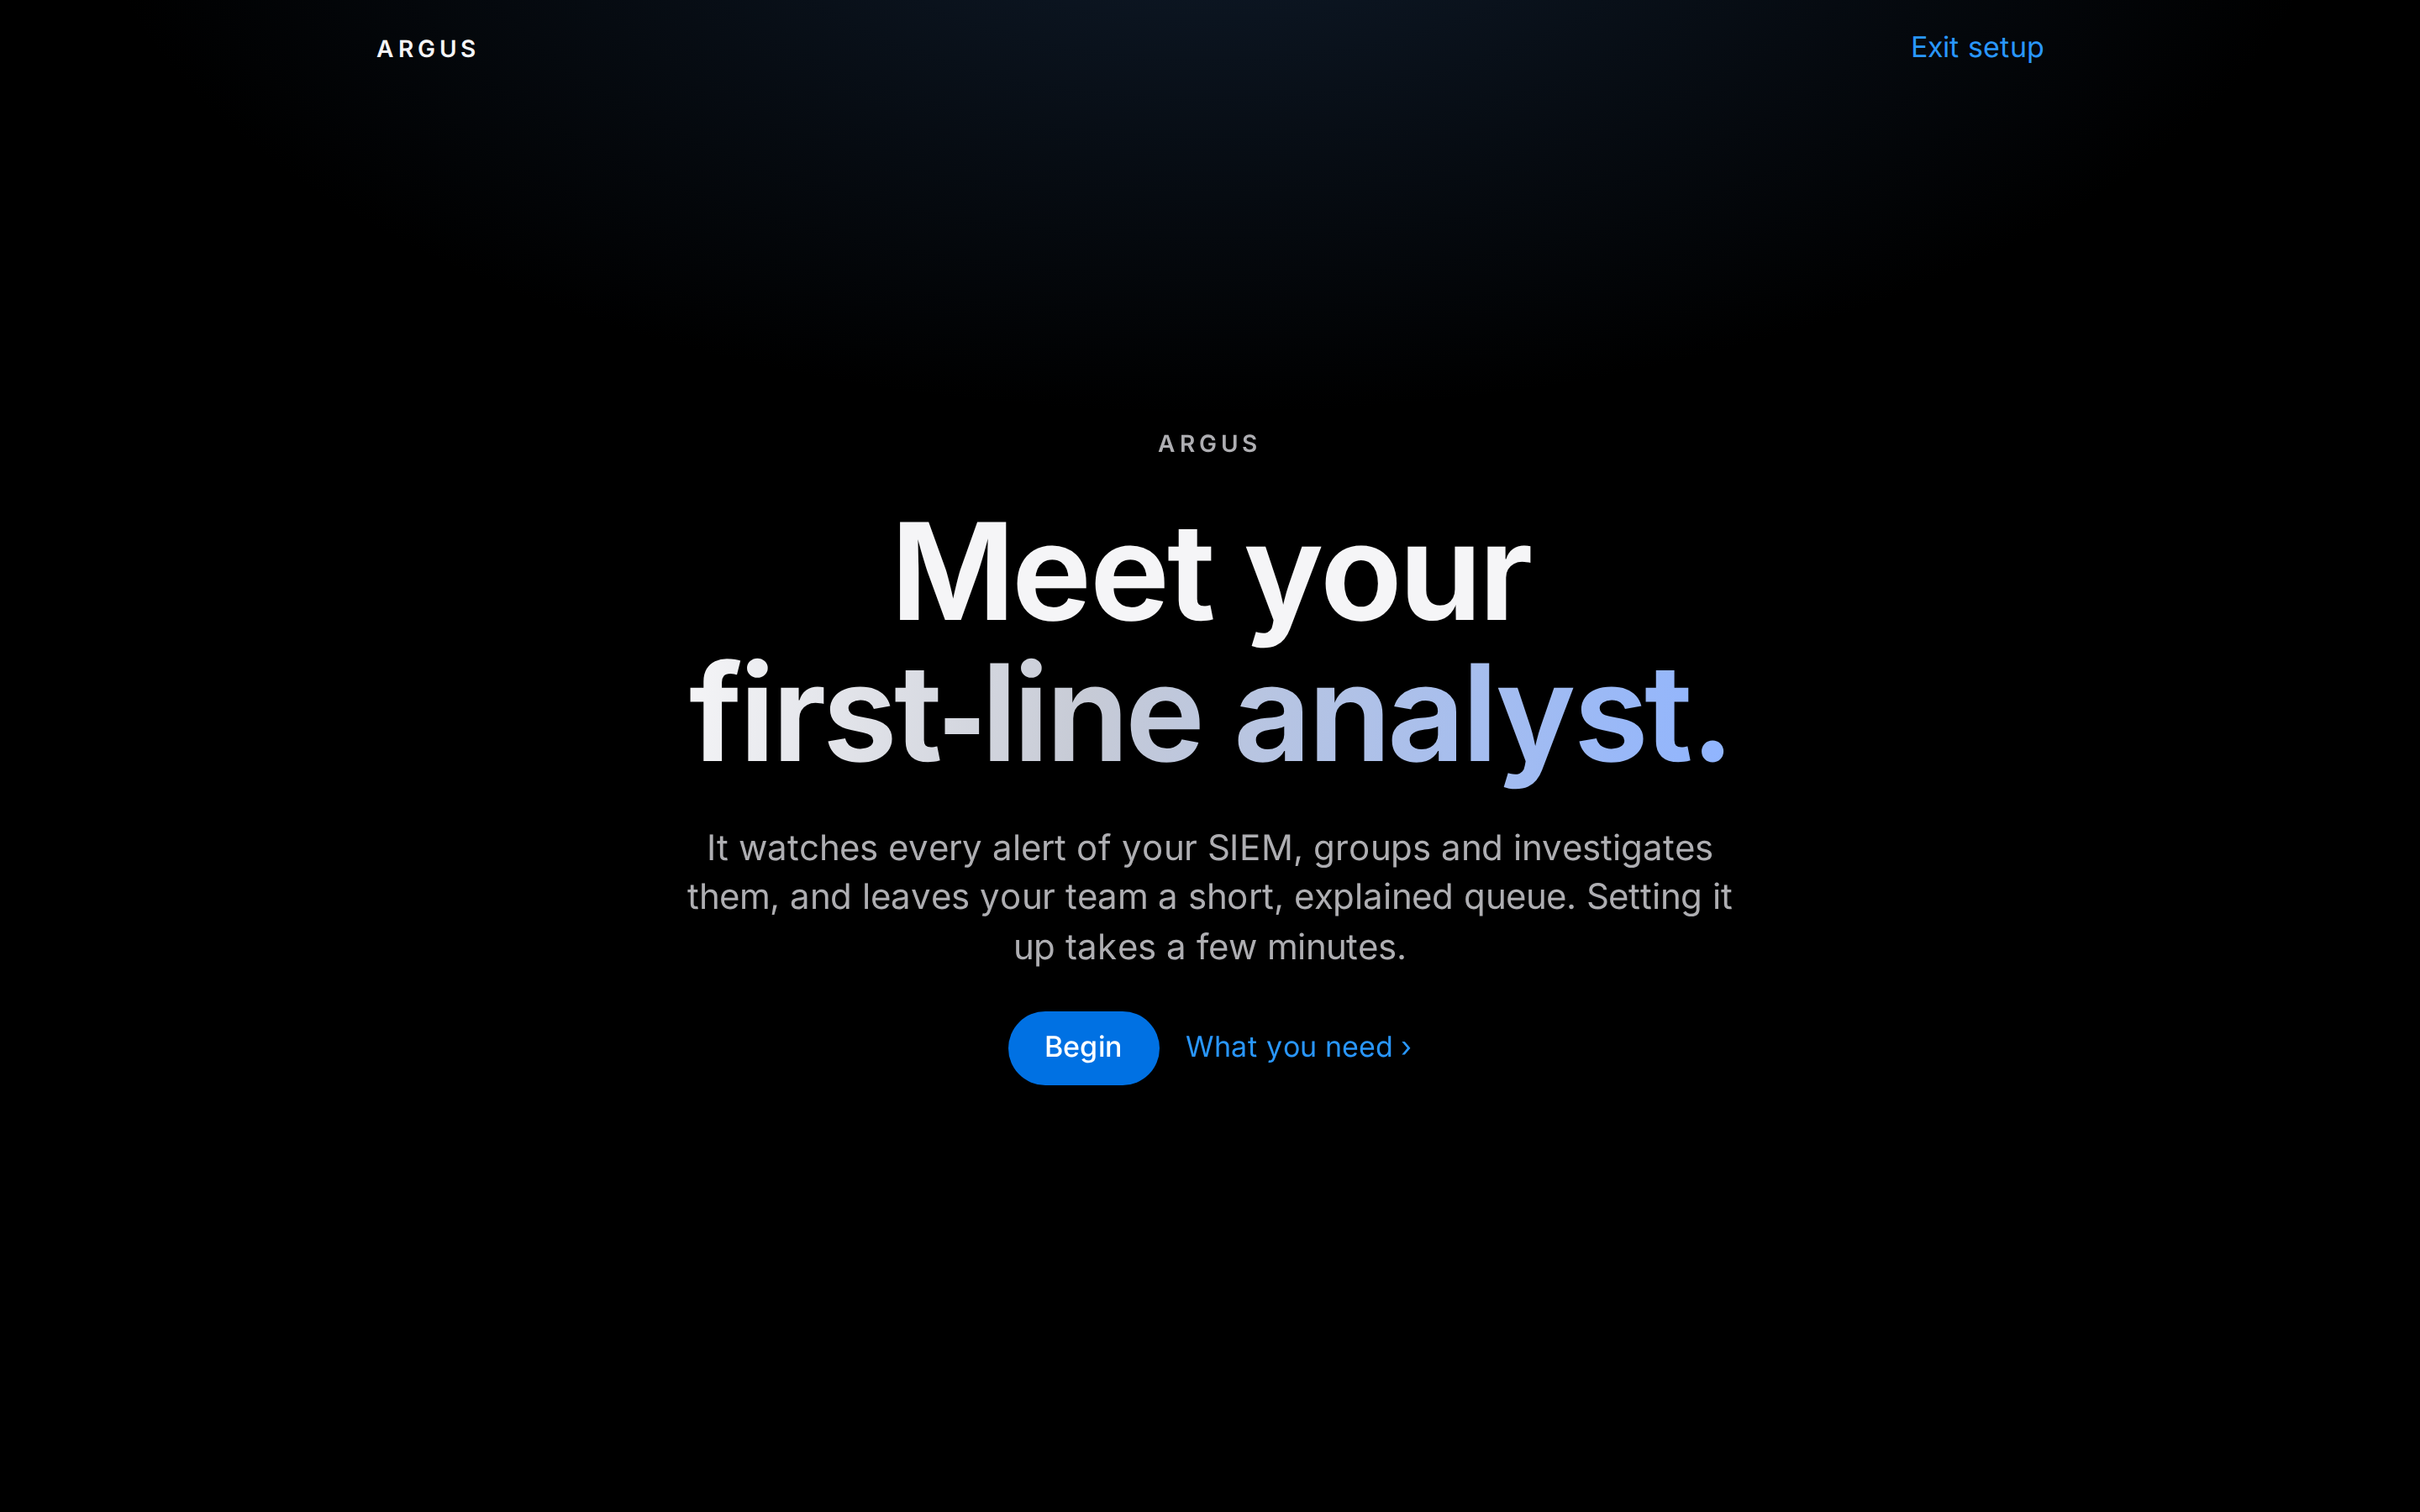 ARGUS
Exit setup
ARGUS
Meet your
first-line analyst.
It watches every alert of your SIEM, groups and investigates
them, and leaves your team a short, explained queue. Setting it
up takes a few minutes.
Begin
What you need ›